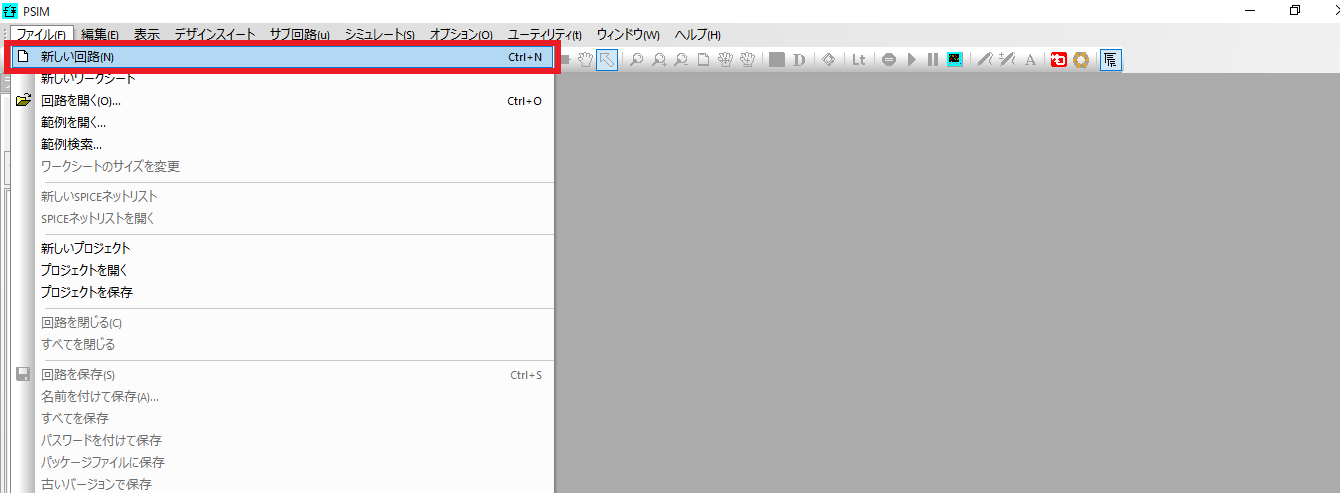 PSIM
ファイル(F) 編集(E) 表示 デザインスイート サブ回路(u) シミュレート(S) オプション(O) ユーティリティ(t) ウィンドウ(W) ヘルプ(H)
新しい回路(N) Ctrl+N
D Lt A
新しいワークシート
回路を開く(O)... Ctrl+O
範例を開く...
範例検索...
ワークシートのサイズを変更
新しいSPICEネットリスト
SPICEネットリストを開く
新しいプロジェクト
プロジェクトを開く
プロジェクトを保存
回路を閉じる(C)
すべてを閉じる
回路を保存(S) Ctrl+S
名前を付けて保存(A)...
すべてを保存
パスワードを付けて保存
パッケージファイルに保存
古いバージョンで保存